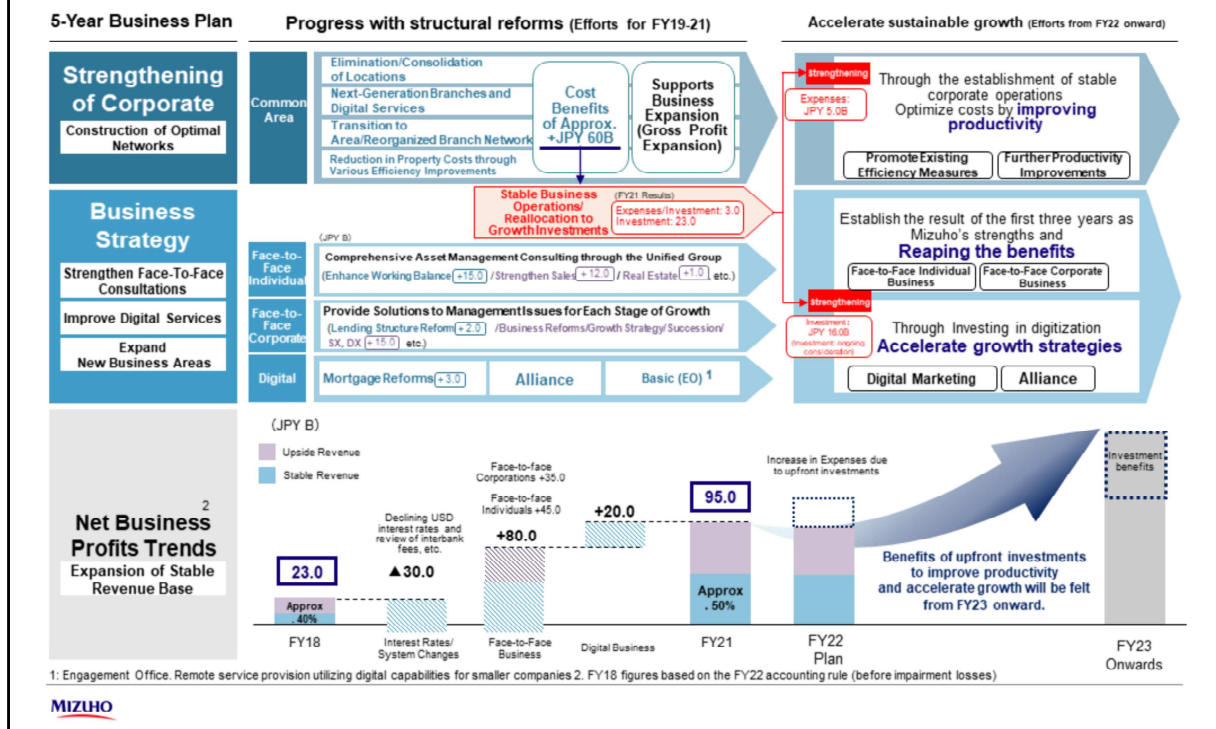 5-Year Business Plan
Progress with structural reforms (Efforts for FY19-21)
Accelerate sustainable growth (Efforts from FY22 onward)
Strengthening
of Corporate
Construction of Optimal
Networks
Common
Area
Elimination/Consolidation
of Locations
Next-Generation Branches and
Digital Services
Transition to
Area/Reorganized Branch Network
Reduction in Property Costs through
Various Efficiency Improvements
Cost
Benefits
of Approx.
+JPY 60B
Supports
Business
Expansion
(Gross Profit
Expansion)
Strengthening
Expenses:
JPY 5.0B
Through the establishment of stable
corporate operations
Optimize costs by improving
productivity
Promote Existing
Efficiency Measures
Further Productivity
Improvements
Stable Business
Operations/
Reallocation to
Growth Investments
(FY21 Results)
Expenses/Investment: 3.0
Investment: 23.0
Business
Strategy
Strengthen Face-To-Face
Consultations
Improve Digital Services
Expand
New Business Areas
(JPY B)
Face-to-
Face
Individual
Comprehensive Asset Management Consulting through the Unified Group
(Enhance Working Balance +15.0 /Strengthen Sales +12.0 / Real Estate +1.0 etc.)
Face-to-
Face
Corporate
Provide Solutions to Management Issues for Each Stage of Growth
(Lending Structure Reform +2.0 /Business Reforms/Growth Strategy/Succession/
SX, DX +15.0 etc.)
Digital
Mortgage Reforms +3.0
Alliance
Basic (EO) 1
Establish the result of the first three years as
Mizuho's strengths and
Reaping the benefits
Face-to-Face Individual
Business
Face-to-Face Corporate
Business
Strengthening
Investment:
JPY 16.0B
(Investment: ongoing
consideration)
Through Investing in digitization
Accelerate growth strategies
Digital Marketing
Alliance
2
Net Business
Profits Trends
Expansion of Stable
Revenue Base
(JPY B)
Upside Revenue
Stable Revenue
23.0
Approx
. 40%
FY18
Declining USD
interest rates and
review of interbank
fees, etc.
▲30.0
Interest Rates/
System Changes
Face-to-face
Corporations +35.0
Face-to-face
Individuals +45.0
+80.0
Face-to-Face
Business
+20.0
Digital Business
95.0
Approx
. 50%
FY21
Increase in Expenses due
to upfront investments
FY22
Plan
Benefits of upfront investments
to improve productivity
and accelerate growth will be felt
from FY23 onward.
Investment
benefits
FY23
Onwards
1: Engagement Office. Remote service provision utilizing digital capabilities for smaller companies 2. FY18 figures based on the FY22 accounting rule (before impairment losses)
MIZUHO